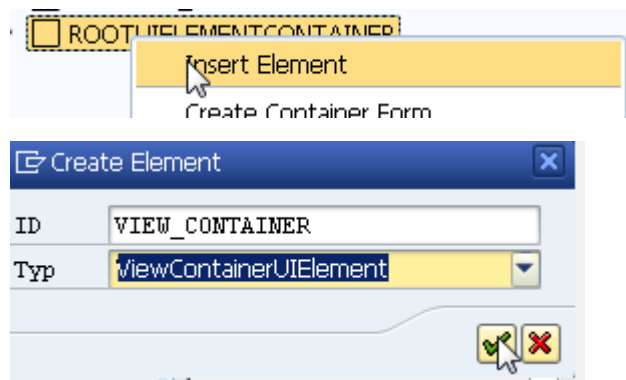 ROOTUIELEMENTCONTAINER
Insert Element
Create Container Form
Create Element
ID VIEW_CONTAINER
Typ ViewContainerUIElement